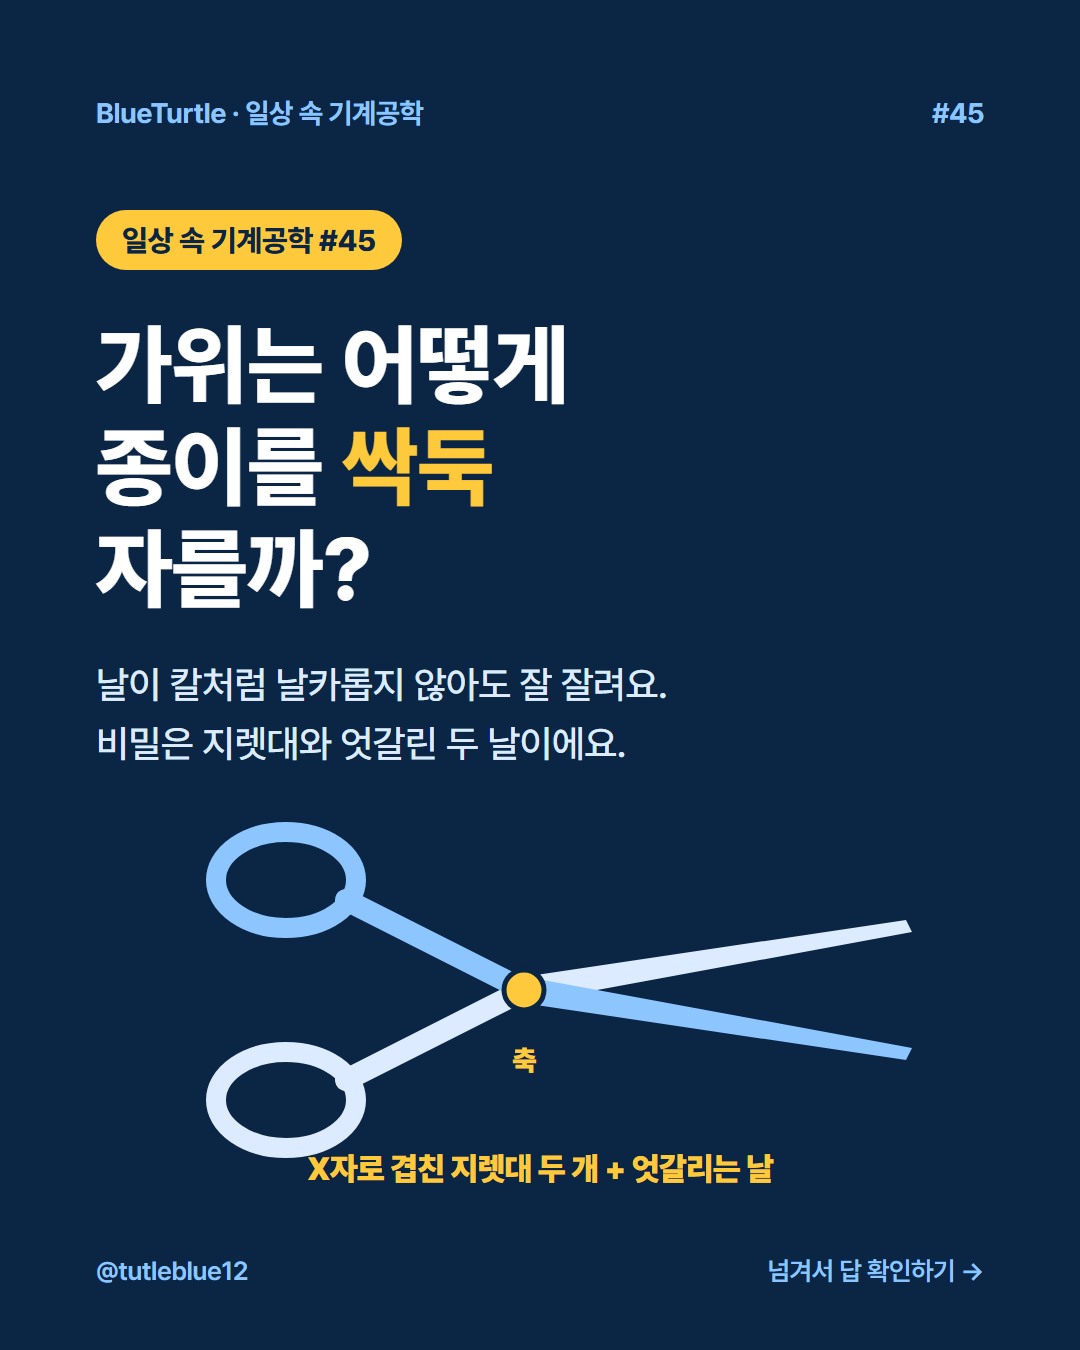 BlueTurtle · 일상 속 기계공학
#45
일상 속 기계공학 #45
가위는 어떻게
종이를 싹둑
자를까?
날이 칼처럼 날카롭지 않아도 잘 잘려요.
비밀은 지렛대와 엇갈린 두 날이에요.
축
X자로 겹친 지렛대 두 개 + 엇갈리는 날
@tutleblue12
넘겨서 답 확인하기 →